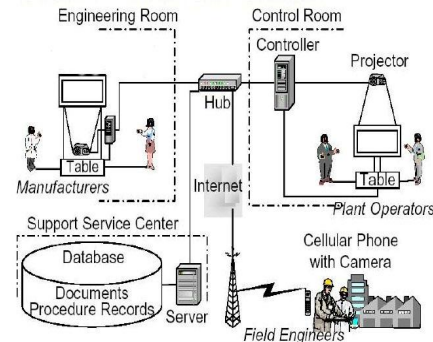 Engineering Room
Control Room
Controller
Projector
Hub
Table
Manufacturers
Internet
Table
Plant Operators
Support Service Center
Database
Documents
Procedure Records
Server
Cellular Phone
with Camera
Field Engineers